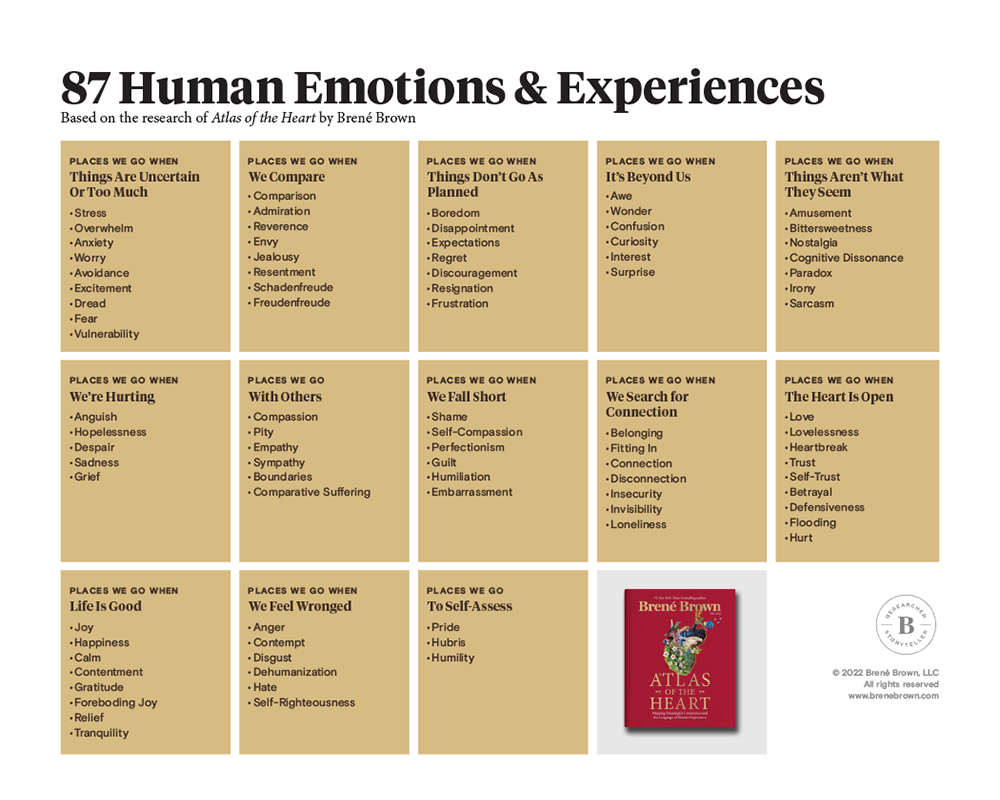 87 Human Emotions & Experiences
Based on the research of Atlas of the Heart by Brené Brown
PLACES WE GO WHEN
Things Are Uncertain
Or Too Much
•Stress
•Overwhelm
•Anxiety
•Worry
•Avoidance
•Excitement
•Dread
•Fear
•Vulnerability
PLACES WE GO WHEN
We Compare
•Comparison
•Admiration
•Reverence
•Envy
•Jealousy
•Resentment
•Schadenfreude
•Freudenfreude
PLACES WE GO WHEN
Things Don't Go As
Planned
•Boredom
•Disappointment
•Expectations
•Regret
•Discouragement
•Resignation
•Frustration
PLACES WE GO WHEN
It's Beyond Us
•Awe
•Wonder
•Confusion
•Curiosity
•Interest
•Surprise
PLACES WE GO WHEN
Things Aren't What
They Seem
•Amusement
•Bittersweetness
•Nostalgia
•Cognitive Dissonance
•Paradox
•Irony
•Sarcasm
PLACES WE GO WHEN
We're Hurting
•Anguish
•Hopelessness
•Despair
•Sadness
•Grief
PLACES WE GO
With Others
•Compassion
•Pity
•Empathy
•Sympathy
•Boundaries
•Comparative Suffering
PLACES WE GO WHEN
We Fall Short
•Shame
•Self-Compassion
•Perfectionism
•Guilt
•Humiliation
•Embarrassment
PLACES WE GO WHEN
We Search for
Connection
•Belonging
•Fitting In
•Connection
•Disconnection
•Insecurity
•Invisibility
•Loneliness
PLACES WE GO WHEN
The Heart Is Open
•Love
•Lovelessness
•Heartbreak
•Trust
•Self-Trust
•Betrayal
•Defensiveness
•Flooding
•Hurt
PLACES WE GO WHEN
Life Is Good
•Joy
•Happiness
•Calm
•Contentment
•Gratitude
•Foreboding Joy
•Relief
•Tranquility
PLACES WE GO WHEN
We Feel Wronged
•Anger
•Contempt
•Disgust
•Dehumanization
•Hate
•Self-Righteousness
PLACES WE GO
To Self-Assess
•Pride
•Hubris
•Humility
Brené Brown
ATLAS
OF THE
HEART
RESEARCHER
B
STORYTELLER
© 2022 Brené Brown, LLC
All rights reserved
www.brenebrown.com